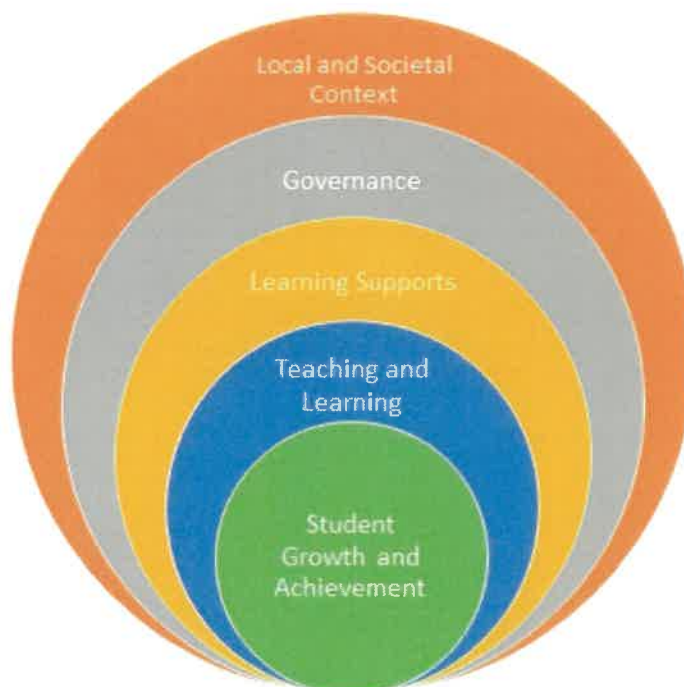 Local and Societal
Context
Governance
Learning Supports
Teaching and
Learning
Student
Growth and
Achievement